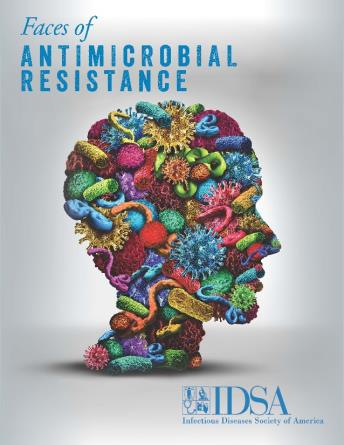 Faces of
ANTIMICROBIAL
RESISTANCE
IDSA
Infectious Diseases Society of America